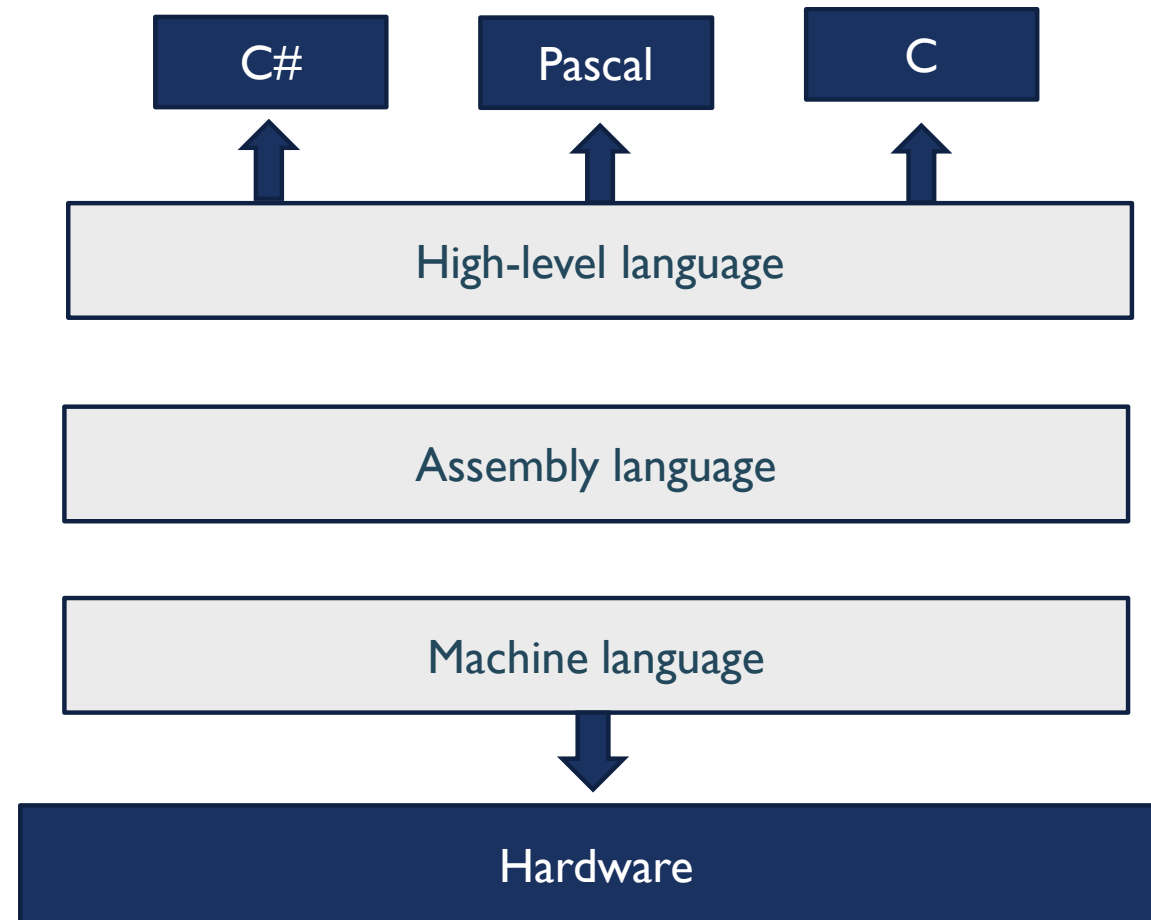 C#
Pascal
C
High-level language
Assembly language
Machine language
Hardware